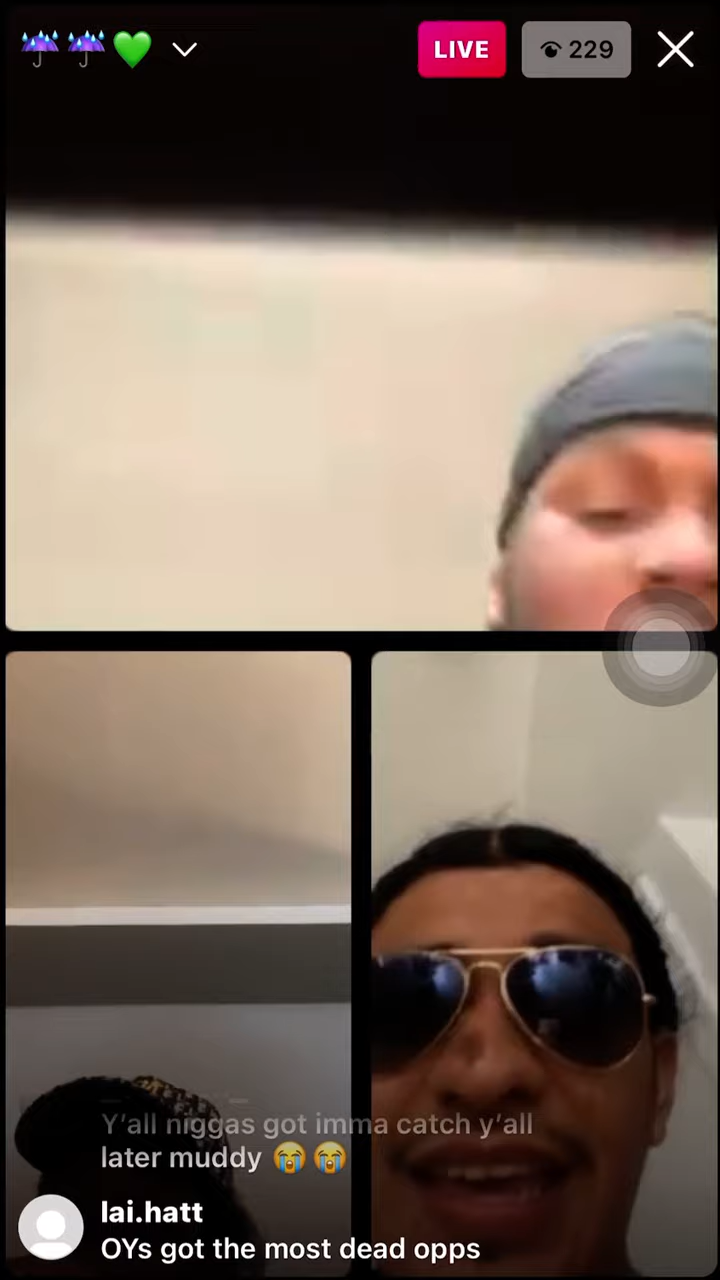 ☔☔💚
LIVE
229
Y’all niggas got imma catch y’all
later muddy 😭😭
lai.hatt
OYs got the most dead opps